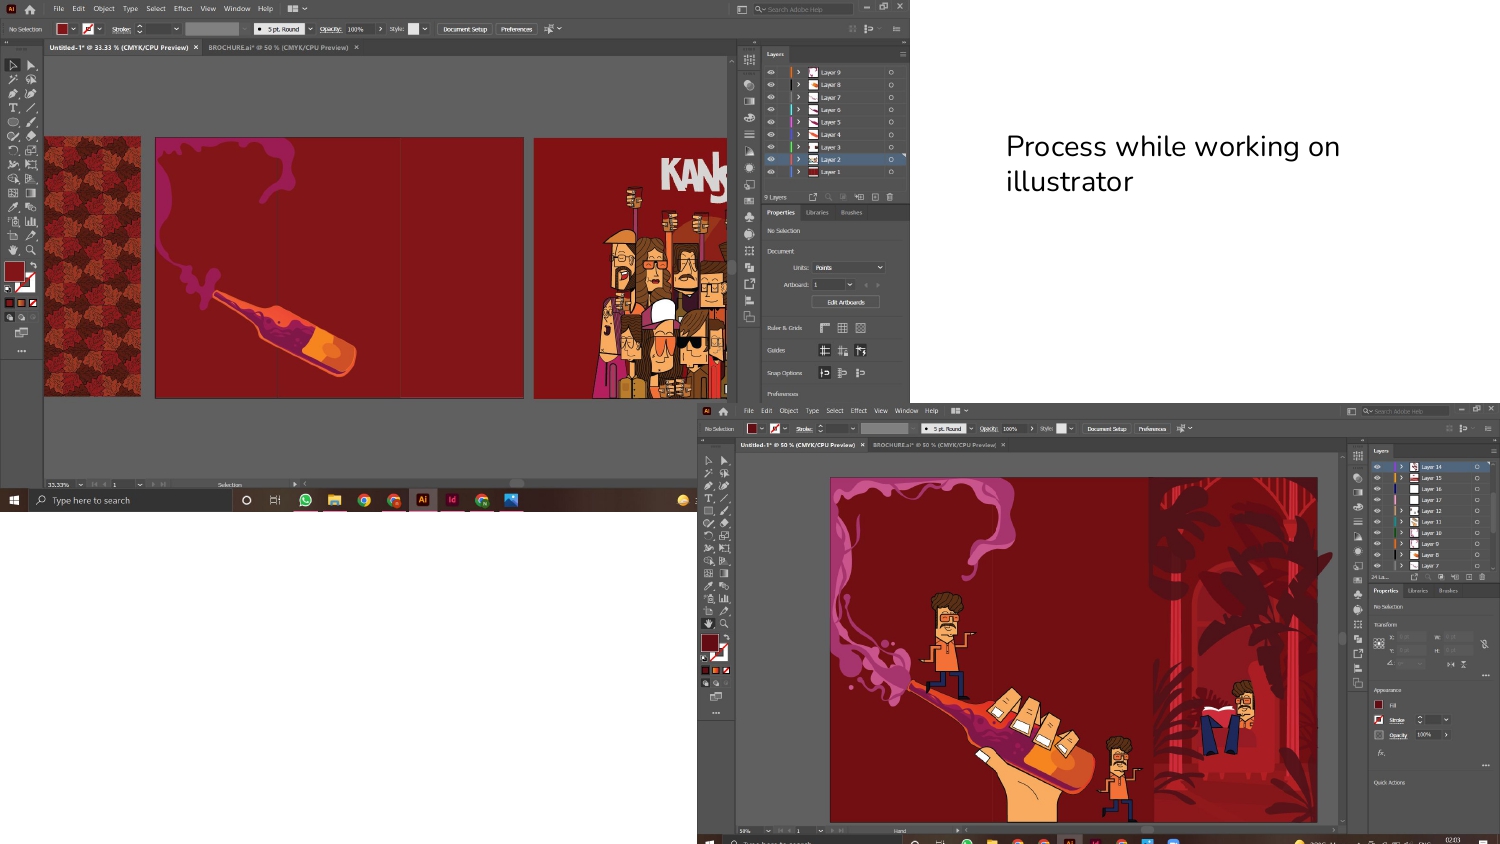 File Edit Object Type Select Effect View Window Help
Search Adobe Help
No Selection
Stroke:
5 pt. Round
Opacity:
100%
Style:
Document Setup
Preferences
Untitled-1* @ 33.33 % (CMYK/CPU Preview) ×
BROCHURE.ai* @ 50 % (CMYK/CPU Preview) ×
Layers
Layer 9
Layer 8
Layer 7
Layer 6
Layer 5
Layer 4
Layer 3
Layer 2
Layer 1
9 Layers
Properties Libraries Brushes
No Selection
Document
Units: Points
Artboard: 1
Edit Artboards
Ruler & Grids
Guides
Snap Options
Preferences
33.33%
1
Selection
Type here to search
Process while working on
illustrator
File Edit Object Type Select Effect View Window Help
Search Adobe Help
No Selection
Stroke:
5 pt. Round
Opacity:
100%
Style:
Document Setup
Preferences
Untitled-1* @ 50 % (CMYK/CPU Preview) ×
BROCHURE.ai* @ 50 % (CMYK/CPU Preview) ×
Layers
Layer 14
Layer 15
Layer 16
Layer 17
Layer 12
Layer 11
Layer 10
Layer 9
Layer 8
Layer 7
Properties Libraries Brushes
No Selection
Transform
Appearance
Fill
Stroke
Opacity 100%
fx.
Quick Actions
50%
1
Hand
02:03